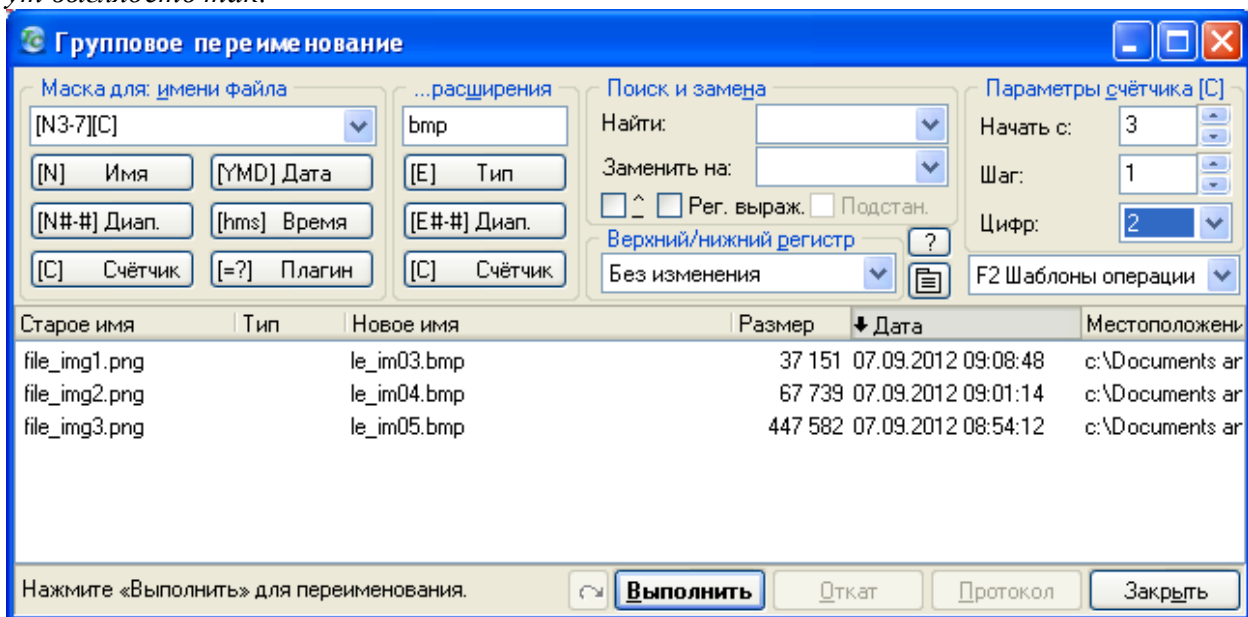 Групповое переименование
Маска для: имени файла ...расширения Поиск и замена Параметры счётчика [C]
[N3-7][C] bmp Найти: Начать с: 3
[N] Имя [YMD] Дата [E] Тип Заменить на: Шаг: 1
^ Рег. выраж. Подстан.
[N#-#] Диап. [hms] Время [E#-#] Диап. Цифр: 2
Верхний/нижний регистр ?
[C] Счётчик [=?] Плагин [C] Счётчик Без изменения F2 Шаблоны операции
Старое имя Тип Новое имя Размер Дата Местоположени
file_img1.png le_im03.bmp 37 151 07.09.2012 09:08:48 c:\Documents ar
file_img2.png le_im04.bmp 67 739 07.09.2012 09:01:14 c:\Documents ar
file_img3.png le_im05.bmp 447 582 07.09.2012 08:54:12 c:\Documents ar
Нажмите «Выполнить» для переименования. Выполнить Откат Протокол Закрыть